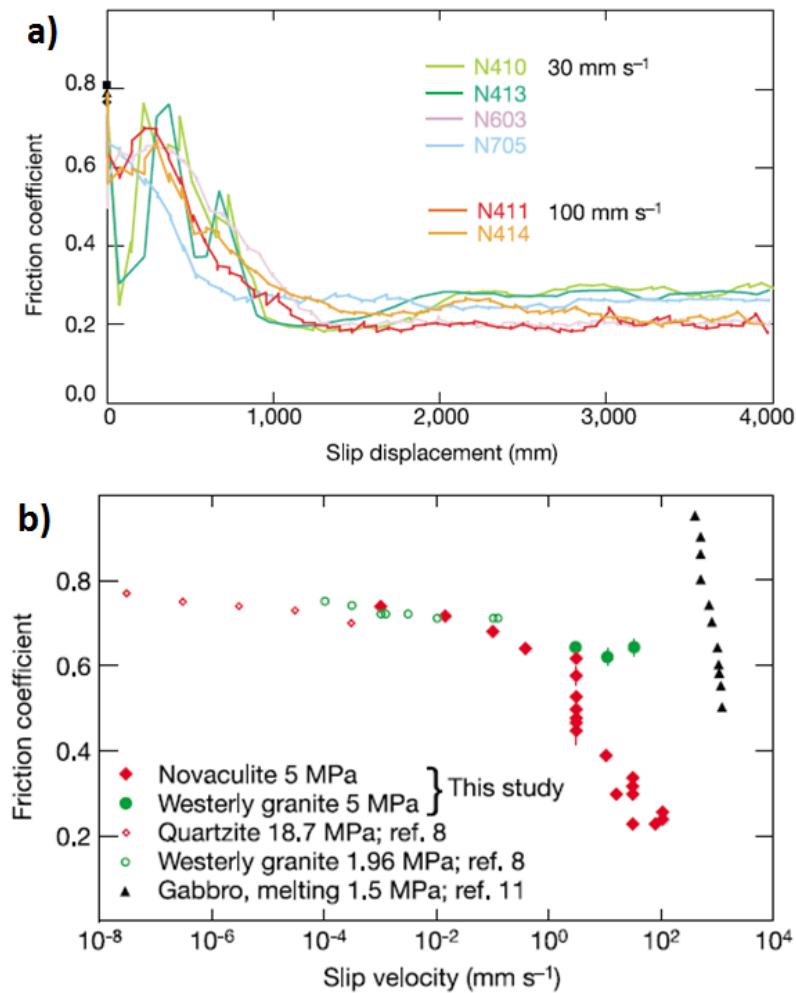 a)
0.8
0.6
0.4
0.2
0.0
Friction coefficient
N410 30 mm s⁻¹
N413
N603
N705
N411 100 mm s⁻¹
N414
0 1,000 2,000 3,000 4,000
Slip displacement (mm)
b)
0.8
0.6
0.4
0.2
Friction coefficient
Novaculite 5 MPa
Westerly granite 5 MPa
} This study
Quartzite 18.7 MPa; ref. 8
Westerly granite 1.96 MPa; ref. 8
Gabbro, melting 1.5 MPa; ref. 11
10⁻⁸ 10⁻⁶ 10⁻⁴ 10⁻² 10⁰ 10² 10⁴
Slip velocity (mm s⁻¹)